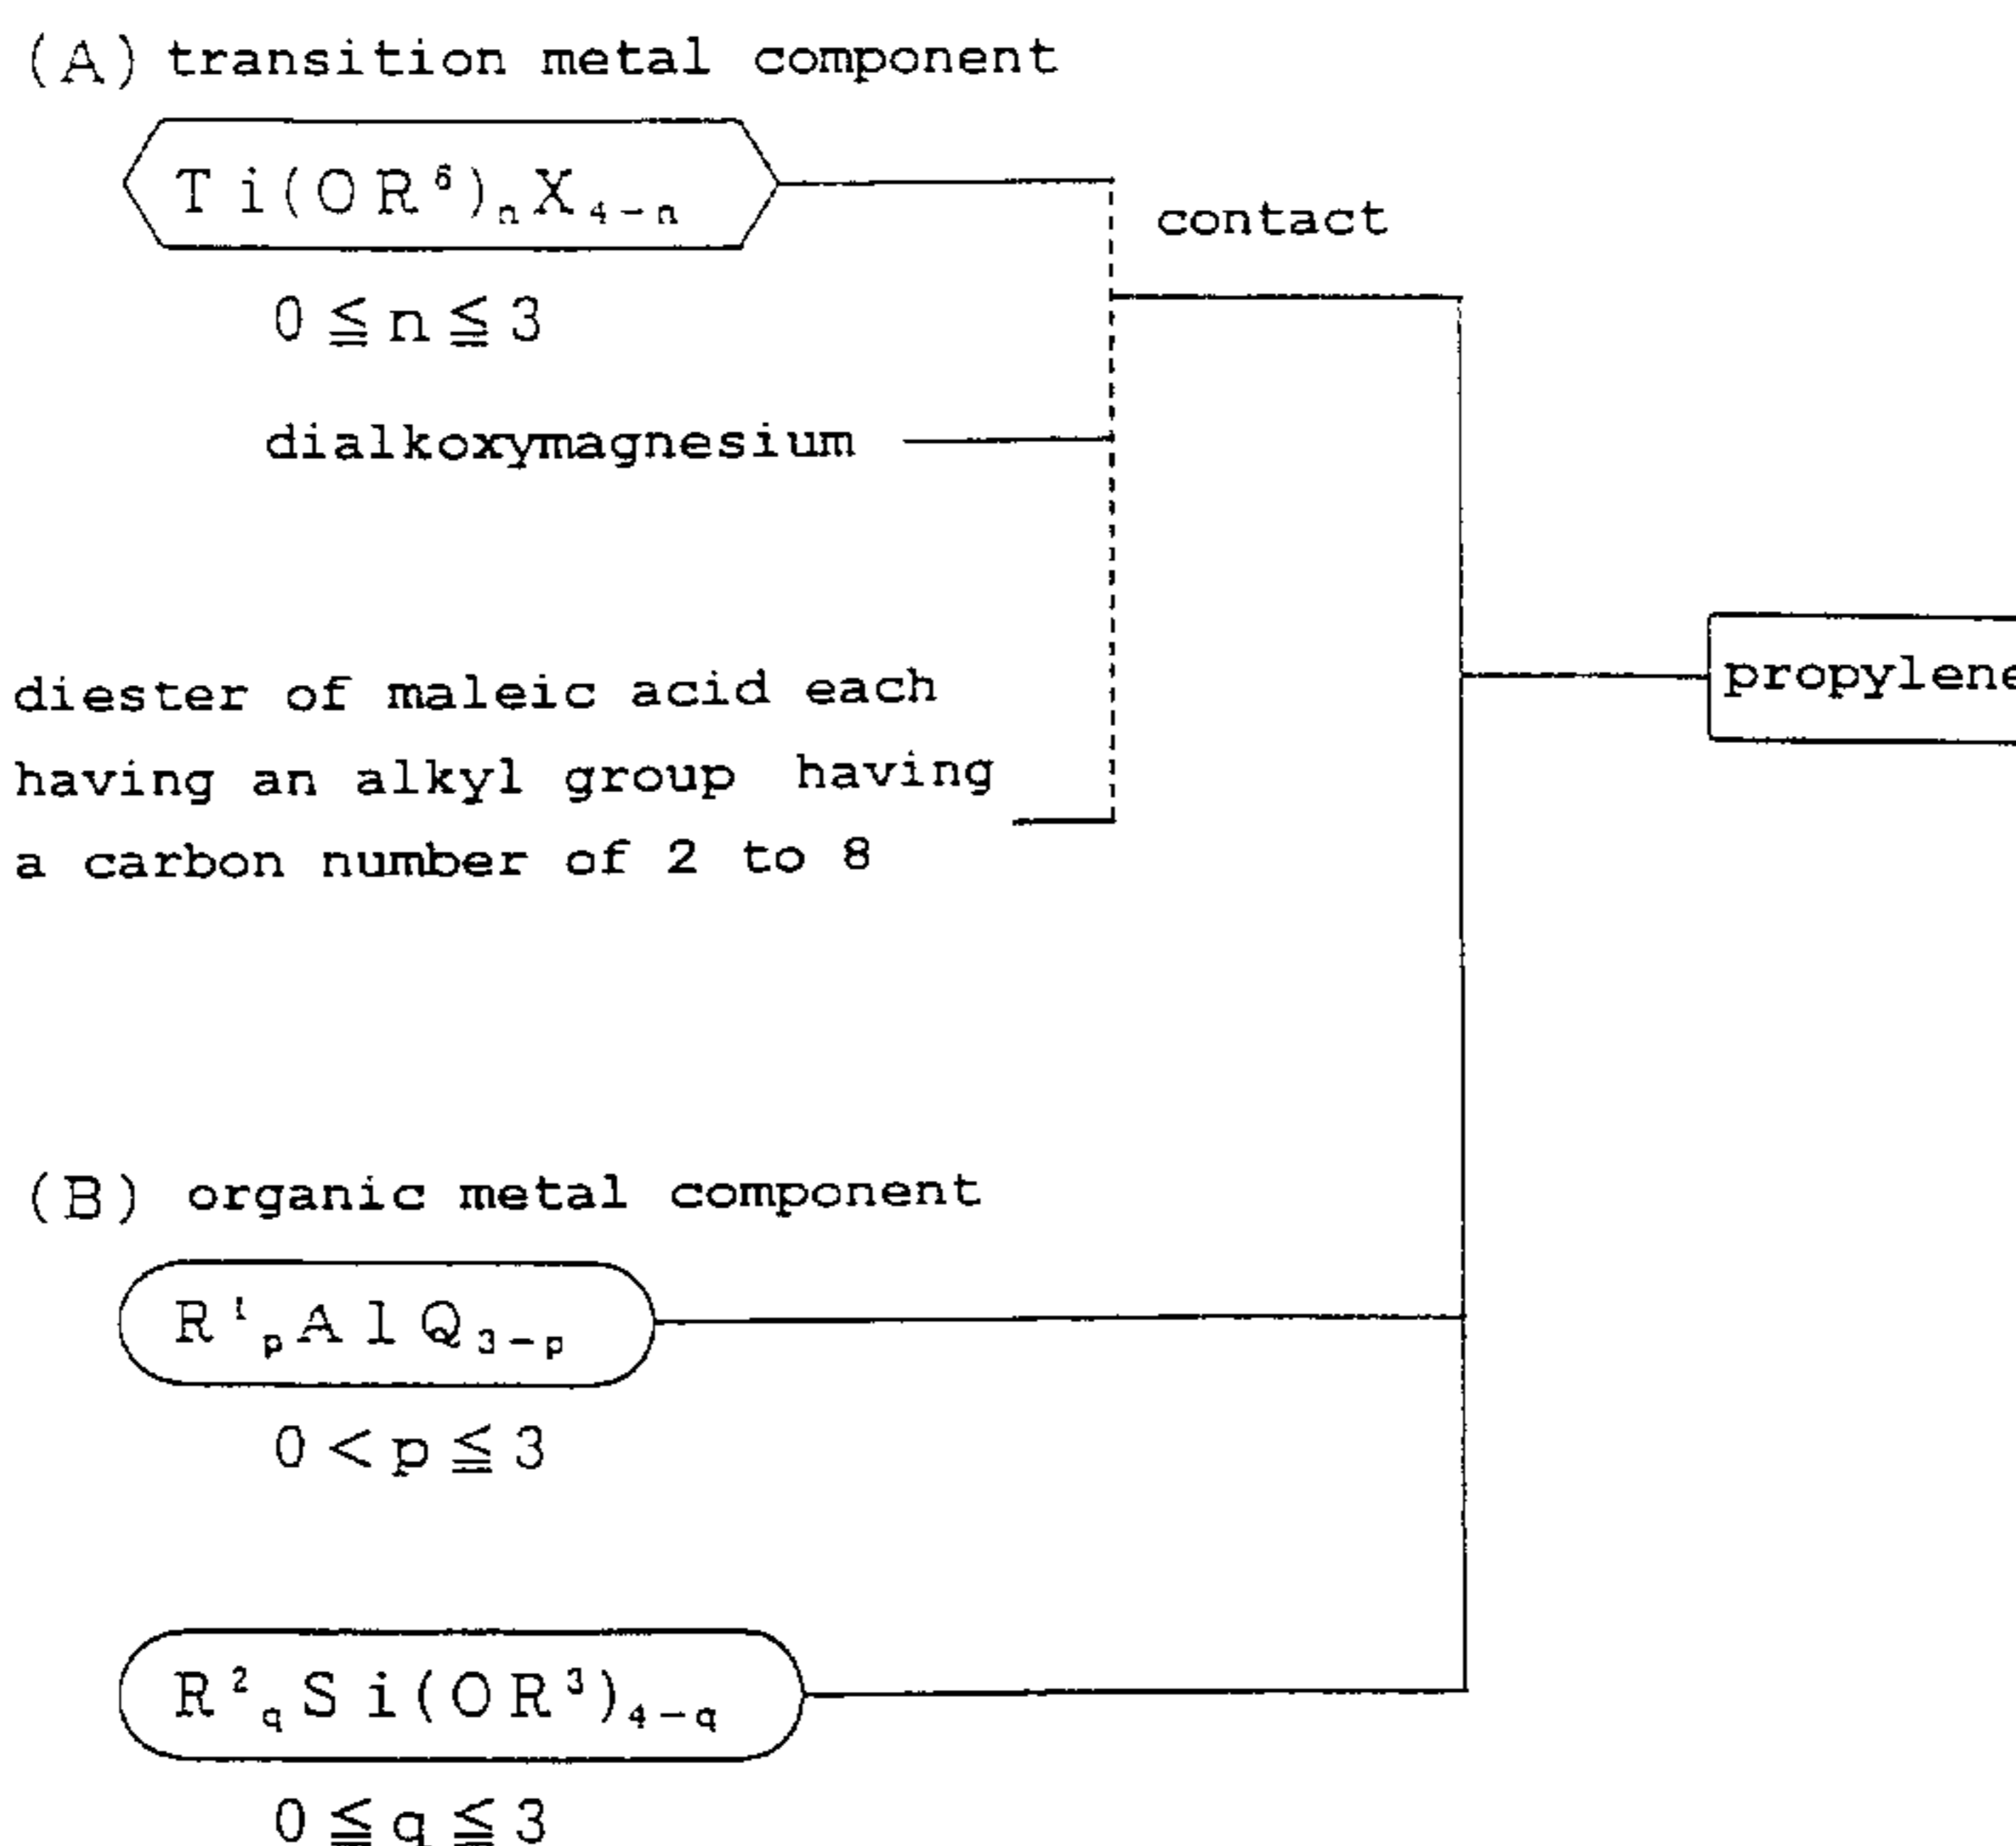 (A) transition metal component
Ti(OR⁶)ₙX₄₋ₙ
contact
0≦n≦3
dialkoxymagnesium
propylene
diester of maleic acid each
having an alkyl group having
a carbon number of 2 to 8
(B) organic metal component
R¹ₚAlQ₃₋ₚ
0<p≦3
R²qSi(OR³)₄₋q
0≦q≦3